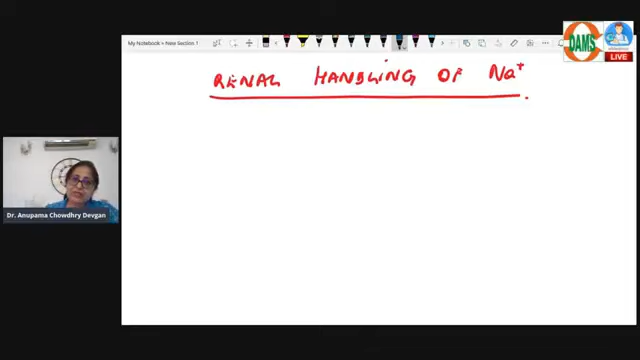 My Notebook > New Section 1
DAMS
LIVE
RENAL HANDLING OF Na+
Dr. Anupama Chowdhry Devgan